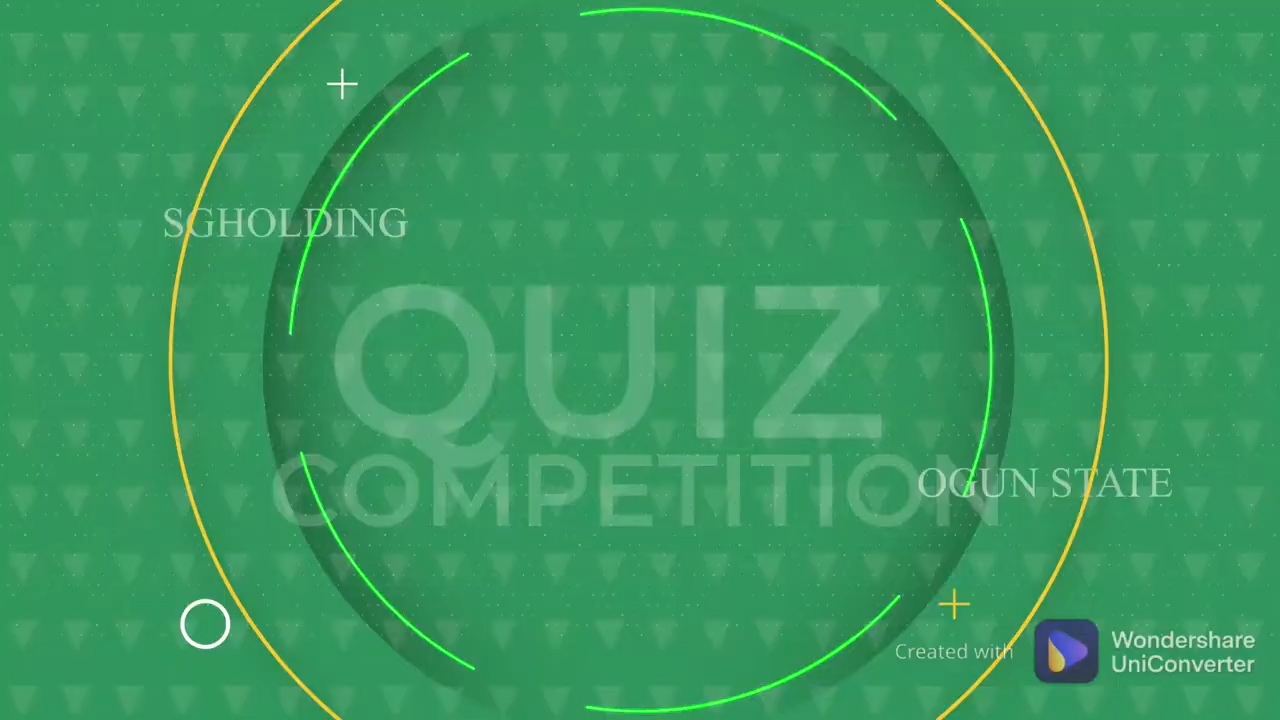 SGHOLDING
QUIZ
COMPETITION
OGUN STATE
Created with
Wondershare
UniConverter